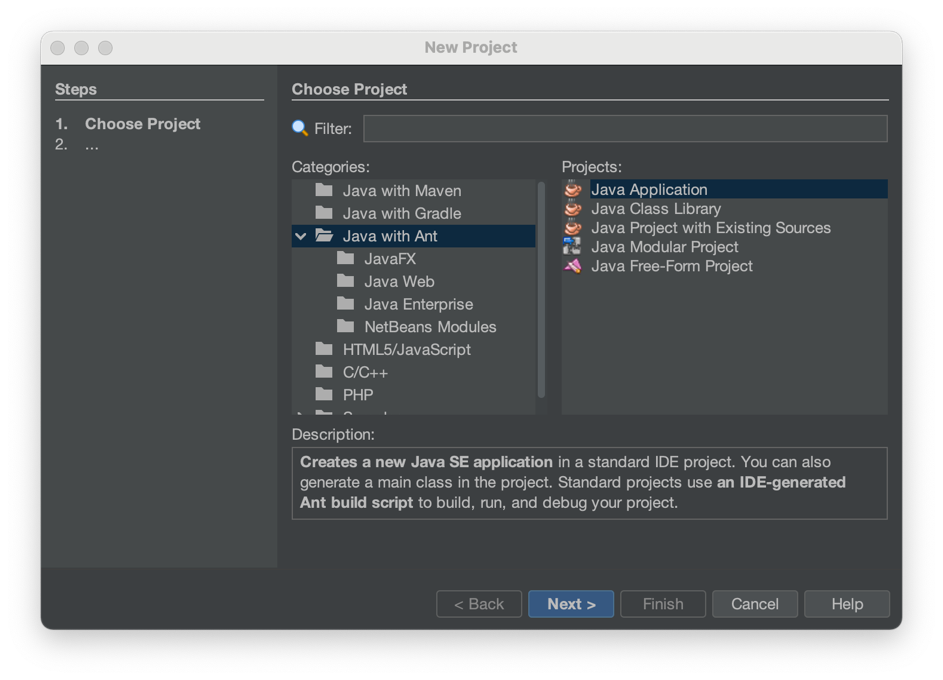 New Project
Steps
1. Choose Project
2. ...
Choose Project
Filter:
Categories:
Java with Maven
Java with Gradle
Java with Ant
JavaFX
Java Web
Java Enterprise
NetBeans Modules
HTML5/JavaScript
C/C++
PHP
Projects:
Java Application
Java Class Library
Java Project with Existing Sources
Java Modular Project
Java Free-Form Project
Description:
Creates a new Java SE application in a standard IDE project. You can also
generate a main class in the project. Standard projects use an IDE-generated
Ant build script to build, run, and debug your project.
< Back
Next >
Finish
Cancel
Help